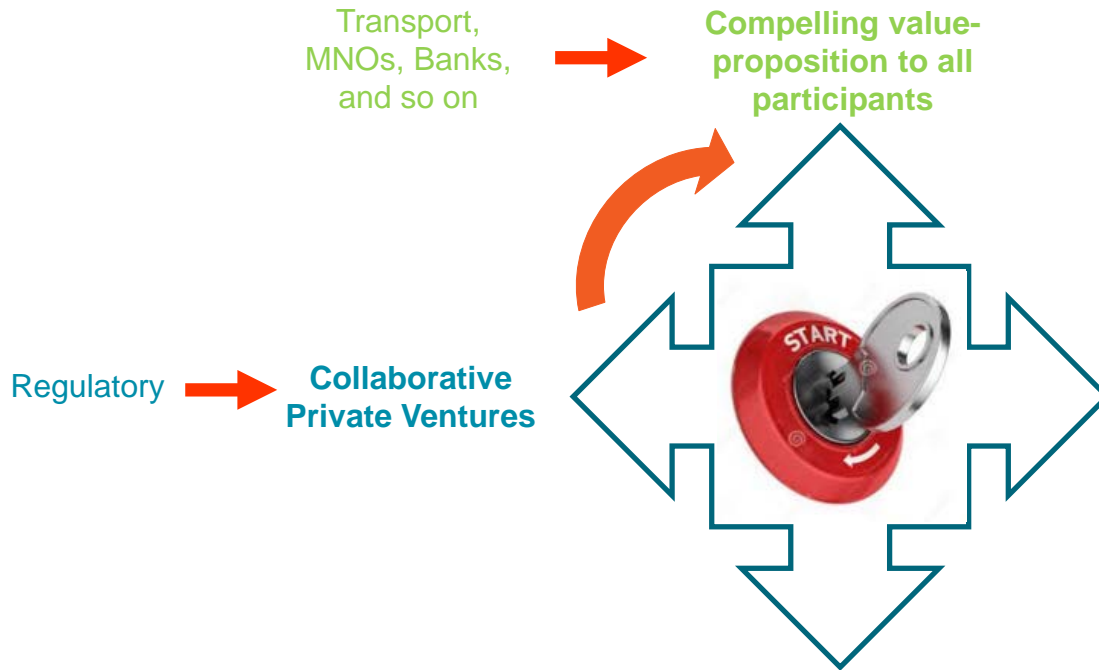 Transport,
MNOs, Banks,
and so on
Compelling value-
proposition to all
participants
Regulatory
Collaborative
Private Ventures
START